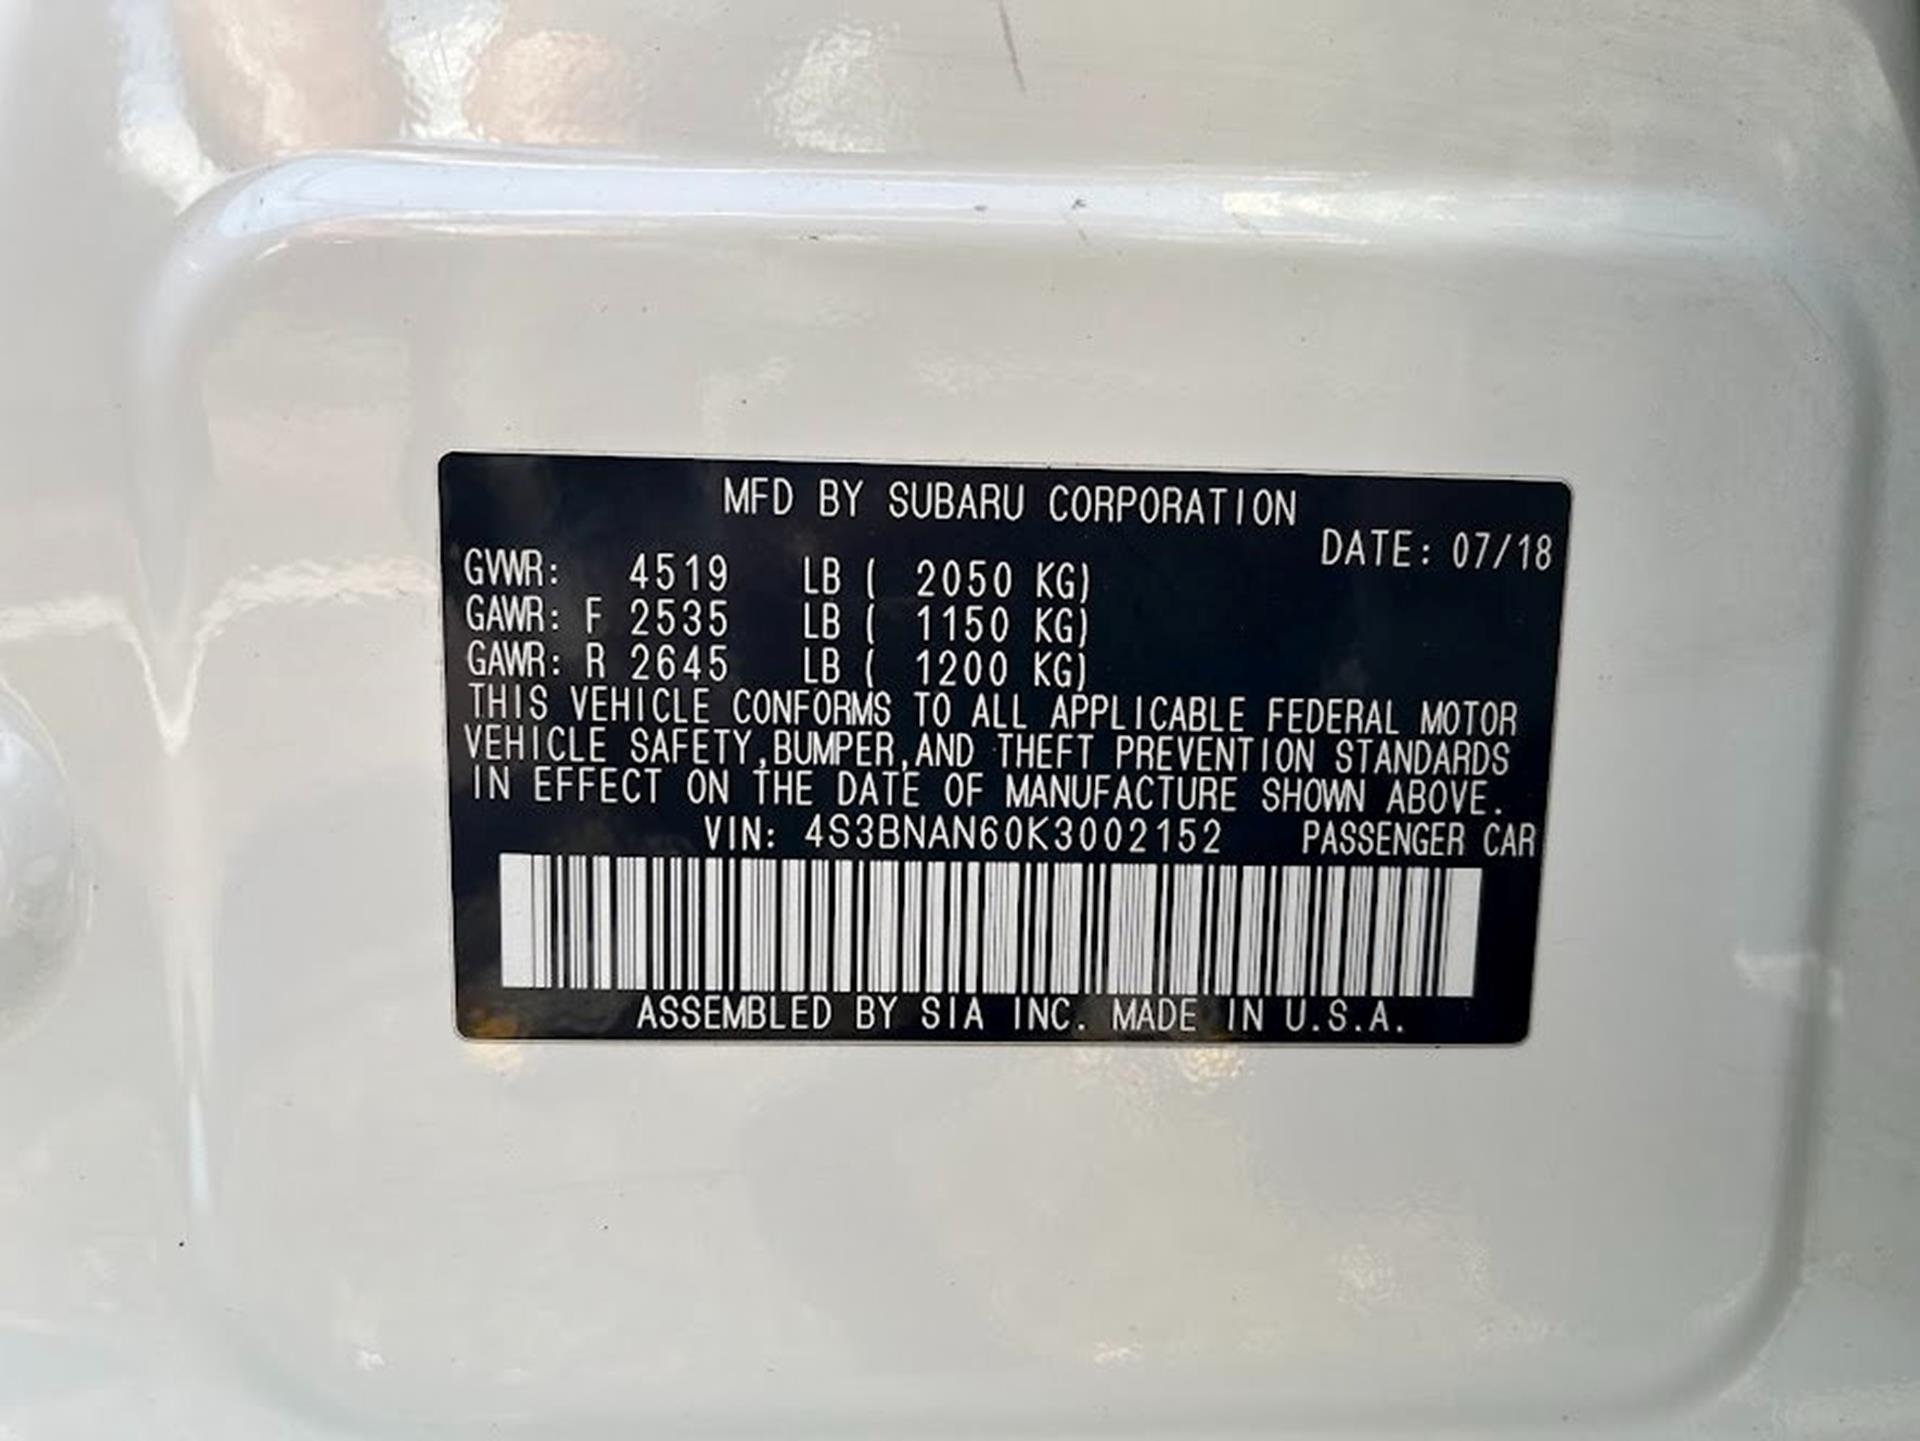 MFD BY SUBARU CORPORATION
DATE: 07/18
GVWR: 4519 LB ( 2050 KG)
GAWR: F 2535 LB ( 1150 KG)
GAWR: R 2645 LB ( 1200 KG)
THIS VEHICLE CONFORMS TO ALL APPLICABLE FEDERAL MOTOR
VEHICLE SAFETY,BUMPER,AND THEFT PREVENTION STANDARDS
IN EFFECT ON THE DATE OF MANUFACTURE SHOWN ABOVE.
VIN: 4S3BNAN60K3002152 PASSENGER CAR
ASSEMBLED BY SIA INC. MADE IN U.S.A.